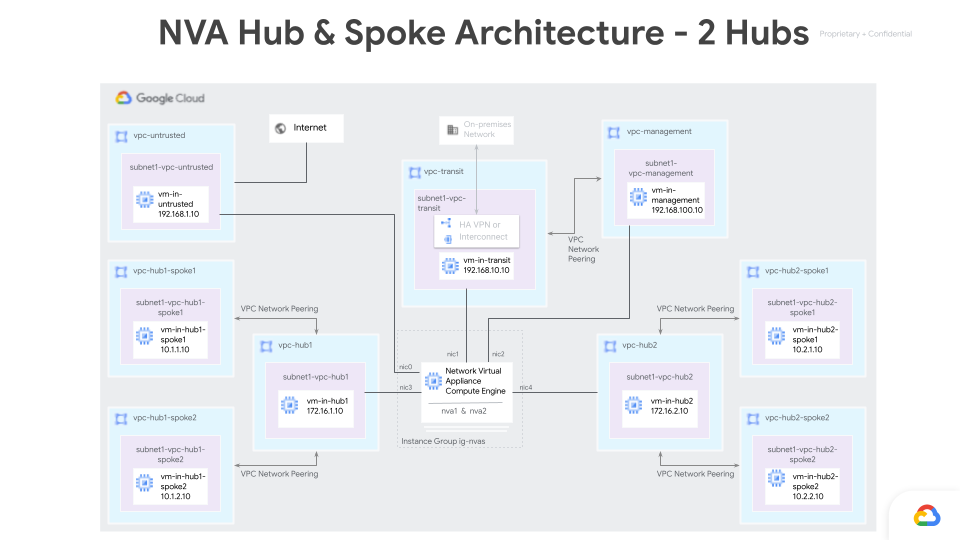 NVA Hub & Spoke Architecture - 2 Hubs
Proprietary + Confidential
Google Cloud
vpc-untrusted
subnet1-vpc-untrusted
vm-in-
untrusted
192.168.1.10
Internet
On-premises
Network
vpc-transit
subnet1-vpc-
transit
HA VPN or
Interconnect
vm-in-transit
192.168.10.10
vpc-management
subnet1-
vpc-management
vm-in-
management
192.168.100.10
VPC
Network
Peering
vpc-hub1-spoke1
subnet1-vpc-hub1-
spoke1
vm-in-hub1-
spoke1
10.1.1.10
VPC Network Peering
vpc-hub1
subnet1-vpc-hub1
vm-in-hub1
172.16.1.10
vpc-hub1-spoke2
subnet1-vpc-hub1-
spoke2
vm-in-hub1-
spoke2
10.1.2.10
VPC Network Peering
nic1
nic2
nic0
nic3
nic4
Network Virtual
Appliance
Compute Engine
nva1 & nva2
Instance Group ig-nvas
VPC Network Peering
vpc-hub2
subnet1-vpc-hub2
vm-in-hub2
172.16.2.10
VPC Network Peering
vpc-hub2-spoke1
subnet1-vpc-hub2-
spoke1
vm-in-hub2-
spoke1
10.2.1.10
vpc-hub2-spoke2
subnet1-vpc-hub2-
spoke2
vm-in-hub2-
spoke2
10.2.2.10